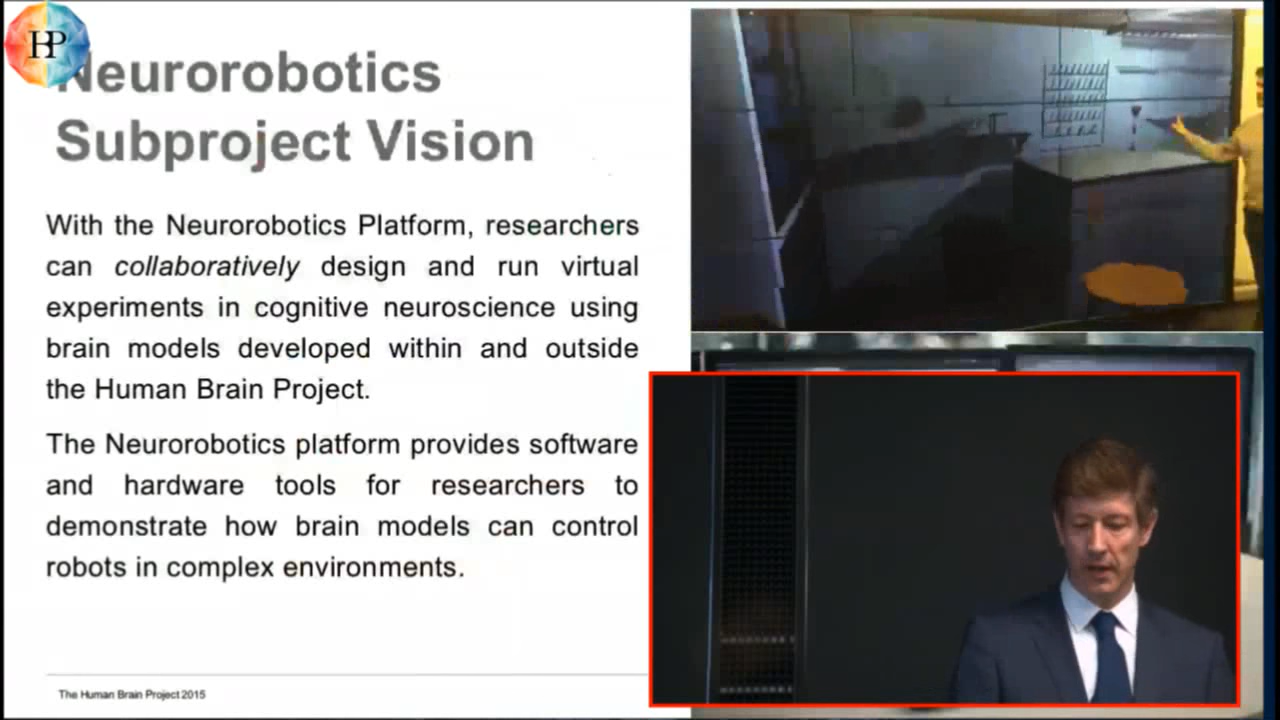 HP
Neurorobotics
Subproject Vision
With the Neurorobotics Platform, researchers
can collaboratively design and run virtual
experiments in cognitive neuroscience using
brain models developed within and outside
the Human Brain Project.
The Neurorobotics platform provides software
and hardware tools for researchers to
demonstrate how brain models can control
robots in complex environments.
The Human Brain Project 2015